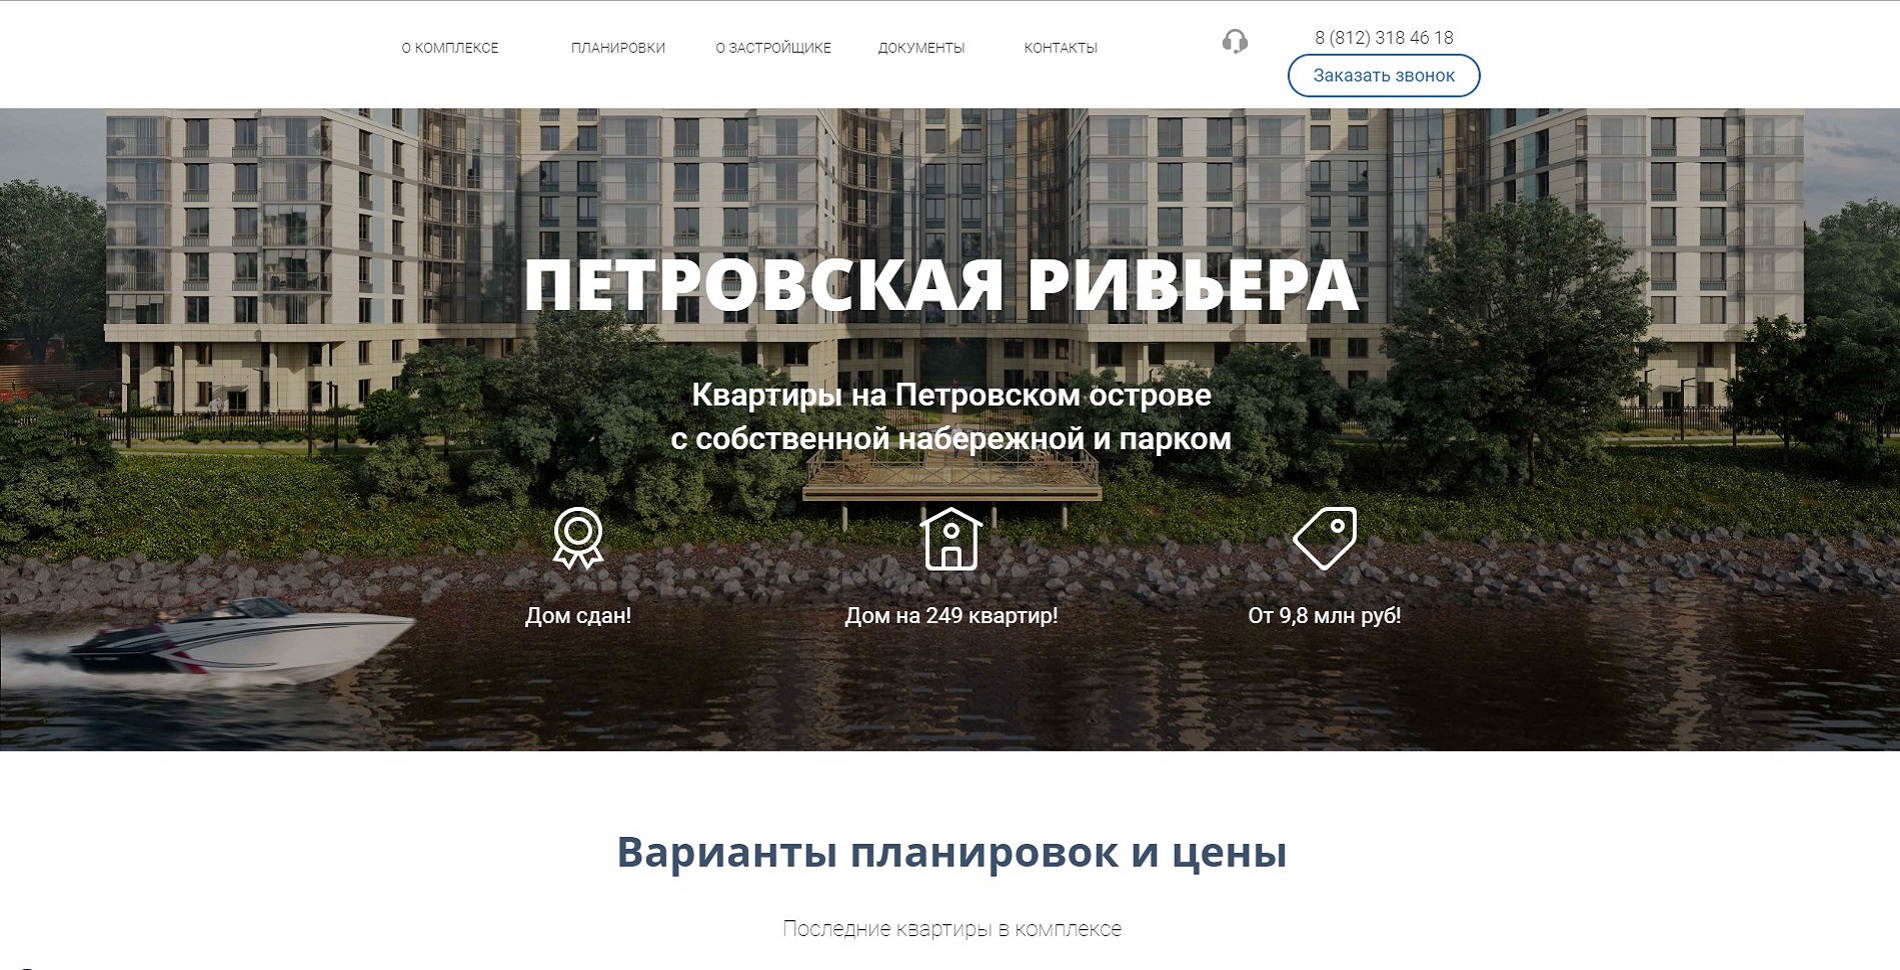 О КОМПЛЕКСЕ ПЛАНИРОВКИ О ЗАСТРОЙЩИКЕ ДОКУМЕНТЫ КОНТАКТЫ
8 (812) 318 46 18
Заказать звонок
ПЕТРОВСКАЯ РИВЬЕРА
Квартиры на Петровском острове
с собственной набережной и парком
Дом сдан! Дом на 249 квартир! От 9,8 млн руб!
Варианты планировок и цены
Последние квартиры в комплексе